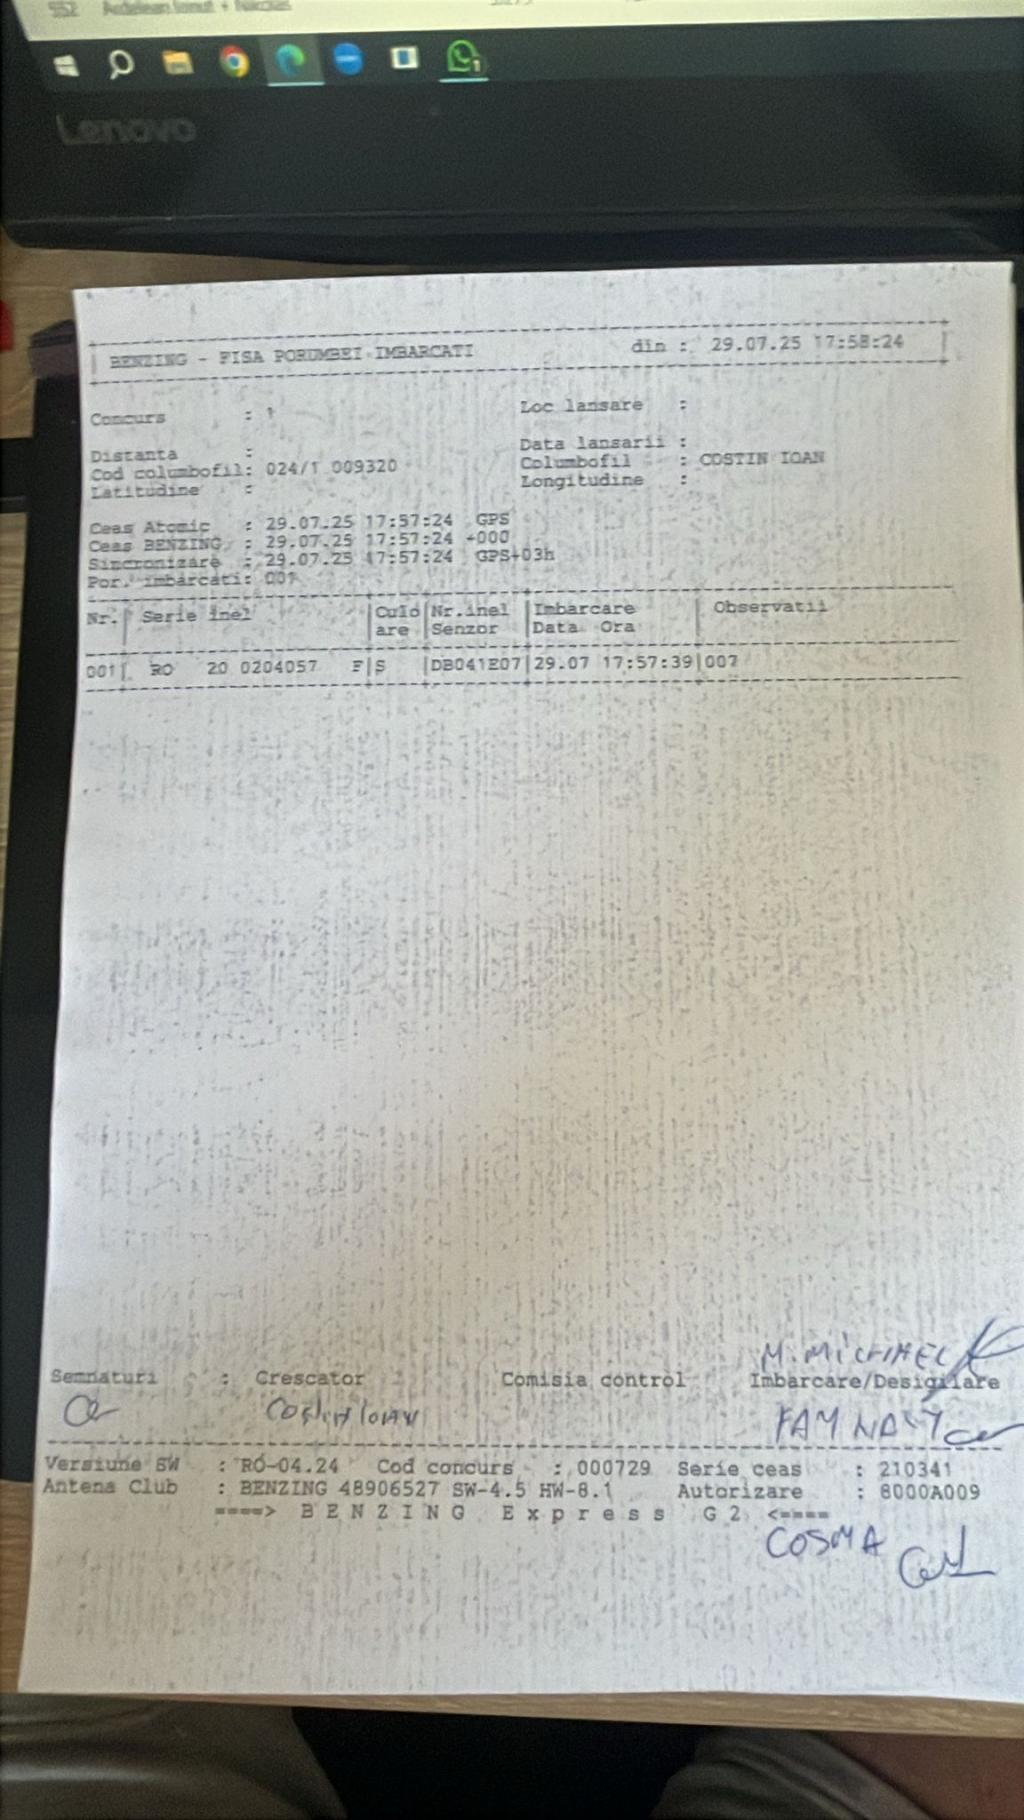 552 Ardelean Ionut + Nikolas
Lenovo
BENZING - FISA PORUMBEI IMBARCATI din : 29.07.25 17:58:24
Concurs : 1 Loc lansare :
Distanta : Data lansarii :
Cod columbofil: 024/1 009320 Columbofil : COSTIN IOAN
Latitudine : Longitudine :
Ceas Atomic : 29.07.25 17:57:24 GPS
Ceas BENZING : 29.07.25 17:57:24 +000
Sincronizare : 29.07.25 17:57:24 GPS+03h
Por. imbarcati: 001
Nr.| Serie inel |Culo|Nr.inel |Imbarcare | Observatii
|are |Senzor |Data Ora |
001| RO 20 0204057 F|S |DB041E07|29.07 17:57:39|007
M. MICHAEL
Semnaturi : Crescator Comisia control Imbarcare/Desigilare
Costin Ioan FAM NASY
Versiune SW : RO-04.24 Cod concurs : 000729 Serie ceas : 210341
Antena Club : BENZING 48906527 SW-4.5 HW-8.1 Autorizare : 8000A009
====> B E N Z I N G E x p r e s s G 2 <====
COSMA